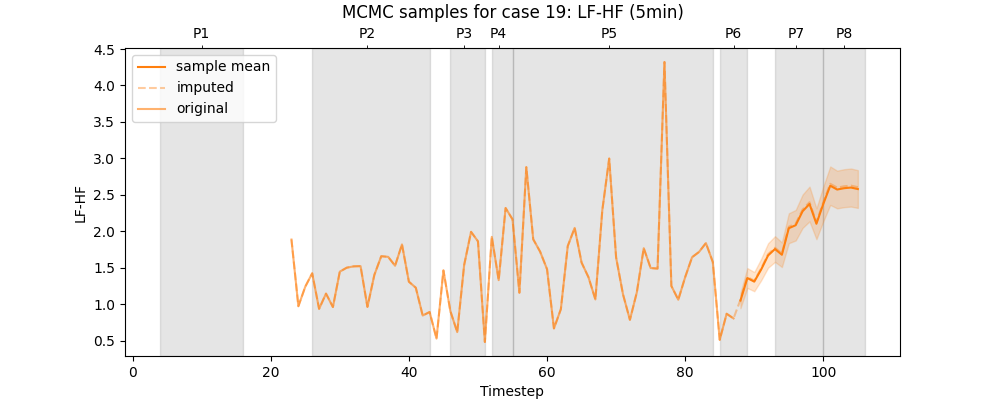 MCMC samples for case 19: LF-HF (5min)
P1 P2 P3 P4 P5 P6 P7 P8
sample mean
imputed
original
4.5
4.0
3.5
3.0
2.5
2.0
1.5
1.0
0.5
LF-HF
0 20 40 60 80 100
Timestep